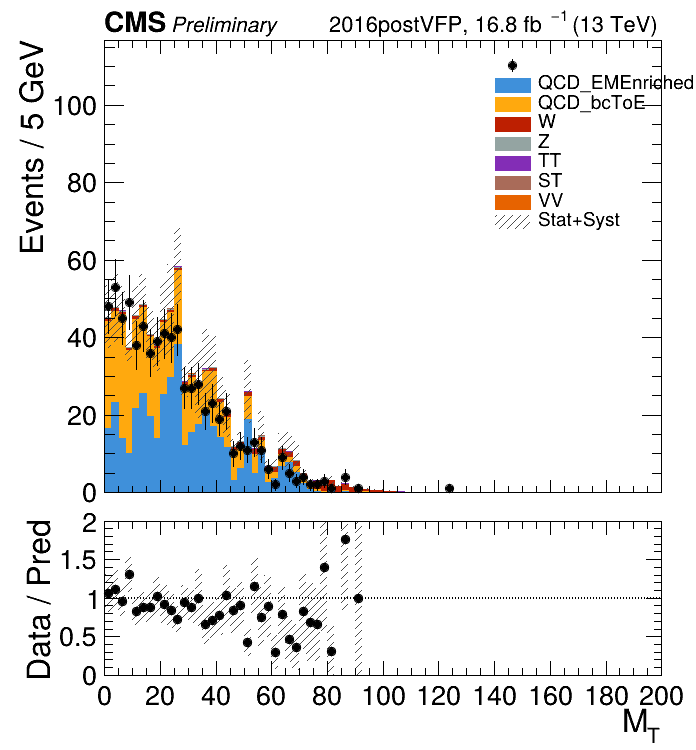 CMS Preliminary 2016postVFP, 16.8 fb ⁻¹ (13 TeV)
Events / 5 GeV
100
80
60
40
20
0
QCD_EMEnriched
QCD_bcToE
W
Z
TT
ST
VV
Stat+Syst
Data / Pred
2
1.5
1
0.5
0
0 20 40 60 80 100 120 140 160 180 200
M_T